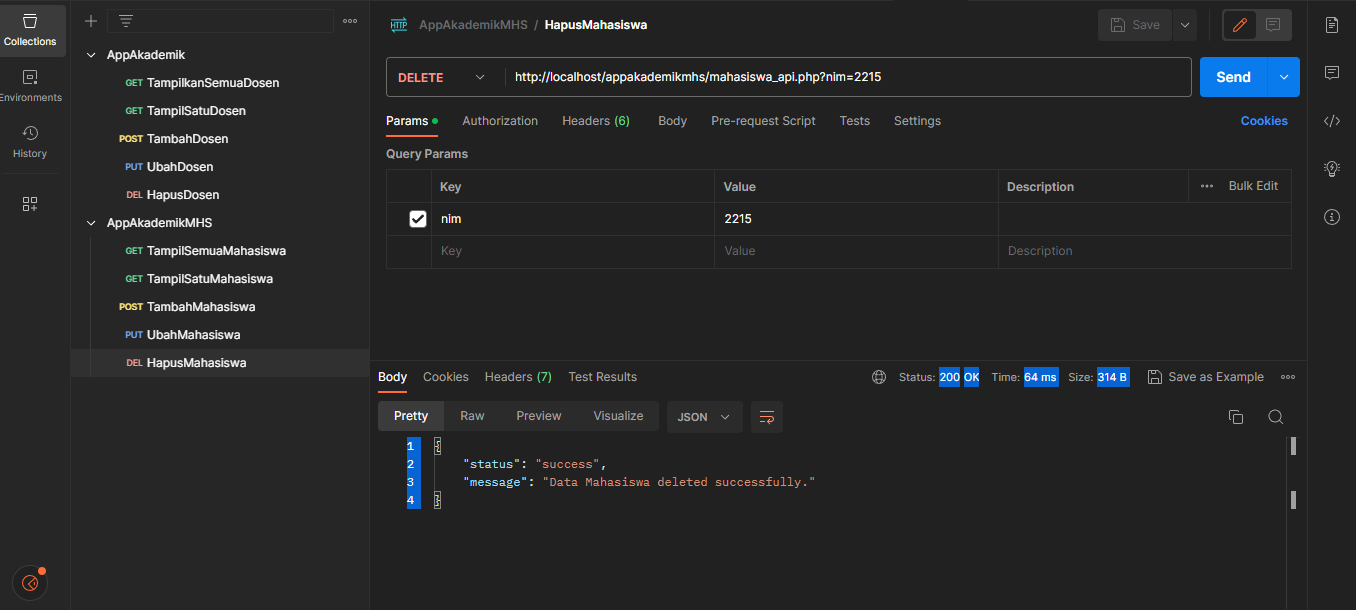 Collections
Environments
History
AppAkademik
GET TampilkanSemuaDosen
GET TampilSatuDosen
POST TambahDosen
PUT UbahDosen
DEL HapusDosen
AppAkademikMHS
GET TampilSemuaMahasiswa
GET TampilSatuMahasiswa
POST TambahMahasiswa
PUT UbahMahasiswa
DEL HapusMahasiswa
HTTP AppAkademikMHS / HapusMahasiswa
Save
DELETE http://localhost/appakademikmhs/mahasiswa_api.php?nim=2215 Send
Params Authorization Headers (6) Body Pre-request Script Tests Settings Cookies
Query Params
Key Value Description Bulk Edit
nim 2215
Key Value Description
Body Cookies Headers (7) Test Results Status: 200 OK Time: 64 ms Size: 314 B Save as Example
Pretty Raw Preview Visualize JSON
1 {
2 "status": "success",
3 "message": "Data Mahasiswa deleted successfully."
4 }